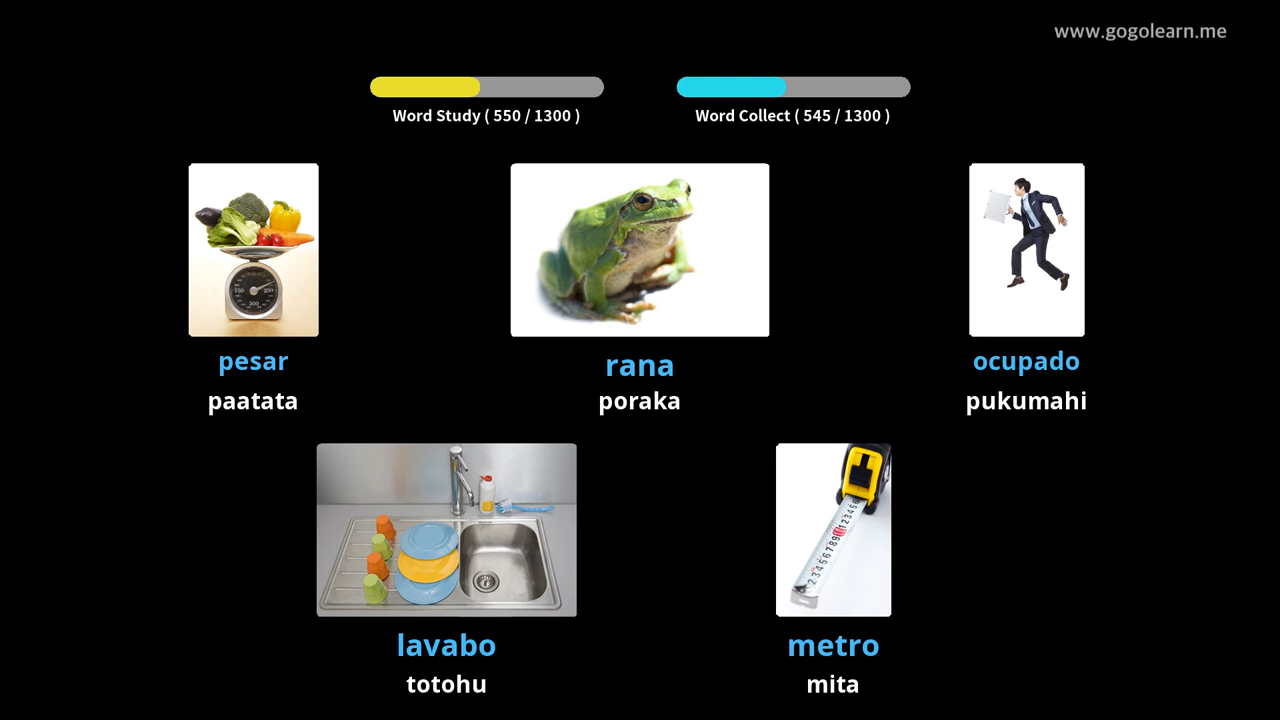 www.gogolearn.me
Word Study ( 550 / 1300 )
Word Collect ( 545 / 1300 )
pesar
paatata
rana
poraka
ocupado
pukumahi
lavabo
totohu
metro
mita